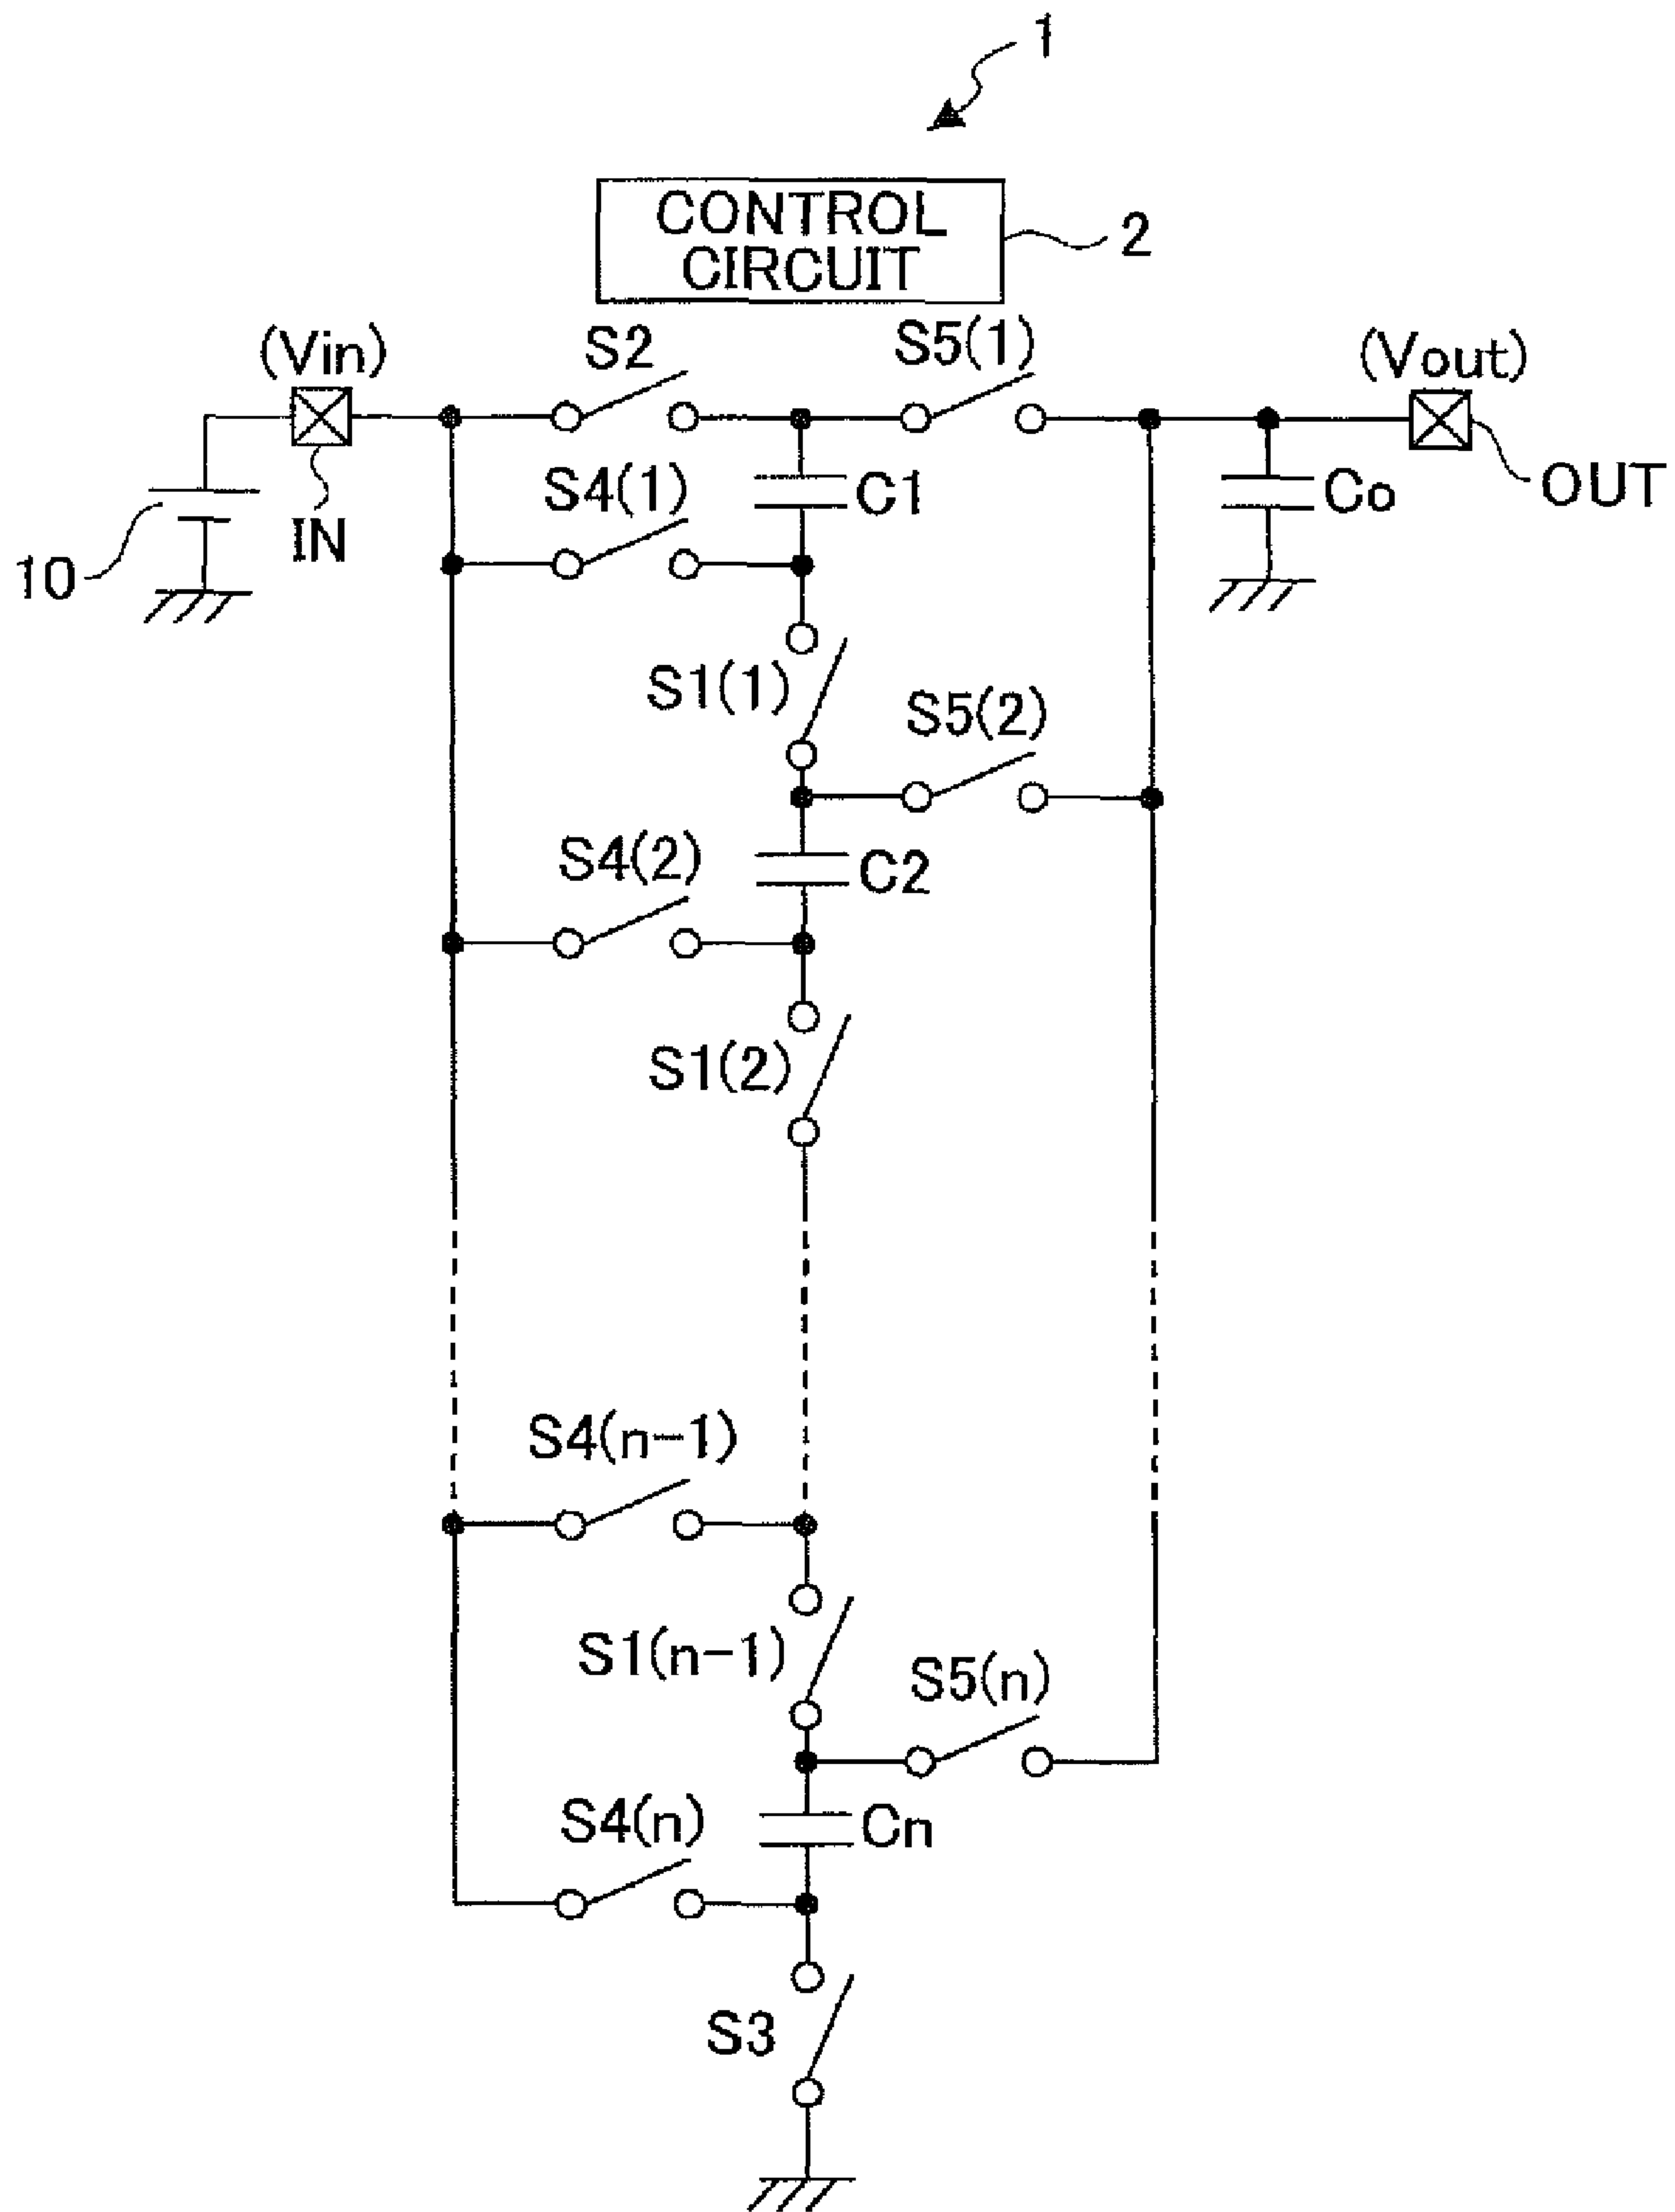 1
CONTROL
CIRCUIT
2
(Vin)
S2
S5(1)
(Vout)
S4(1)
C1
Co
OUT
IN
10
S1(1)
S5(2)
S4(2)
C2
S1(2)
S4(n-1)
S1(n-1)
S5(n)
S4(n)
Cn
S3